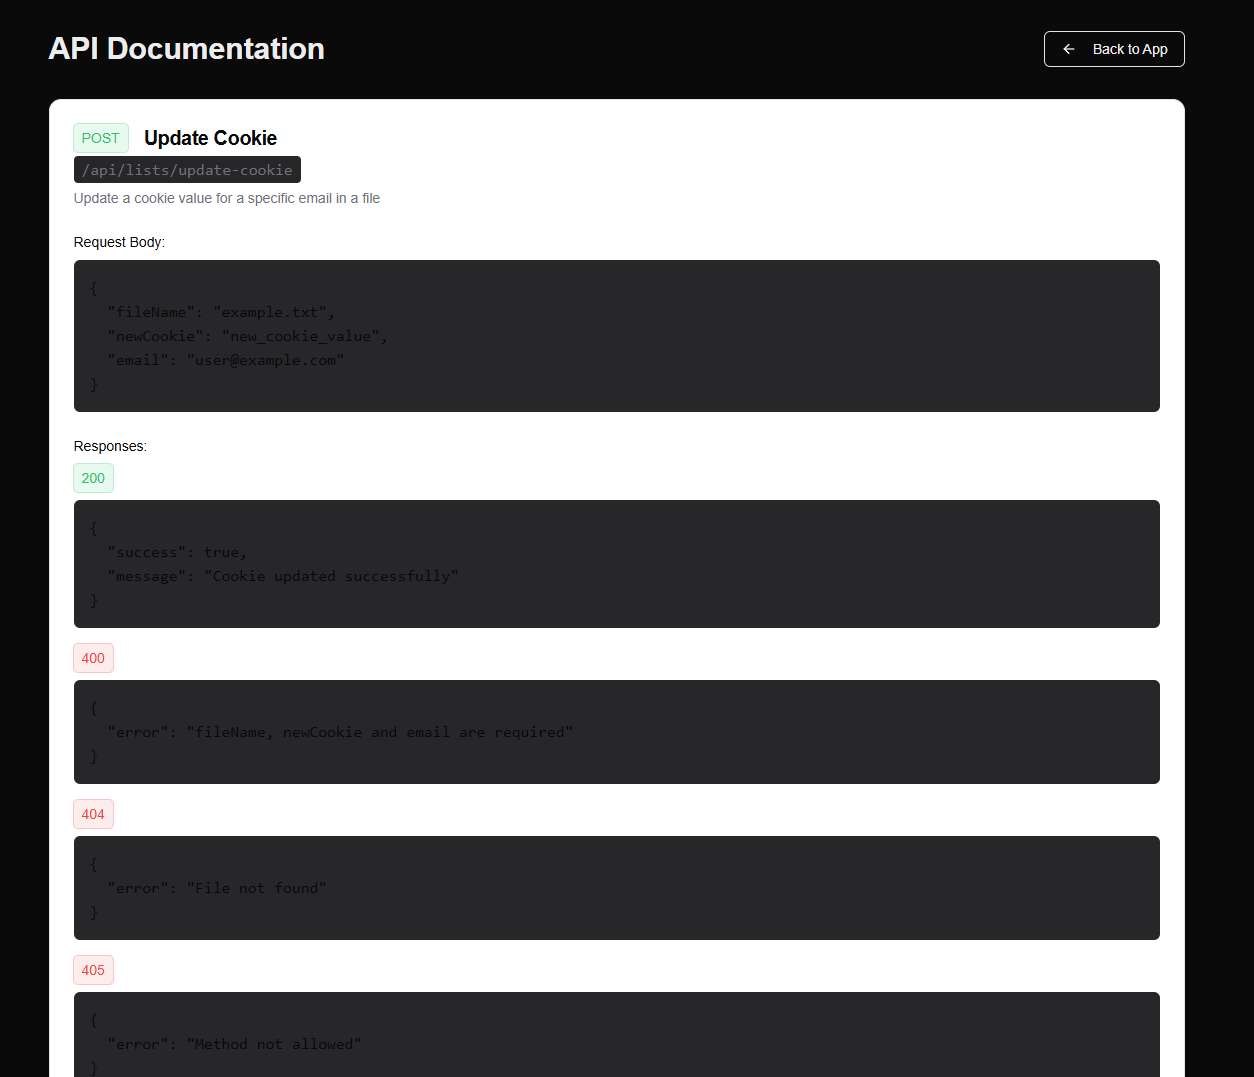 API Documentation
Back to App
POST Update Cookie
/api/lists/update-cookie
Update a cookie value for a specific email in a file
Request Body:
{
"fileName": "example.txt",
"newCookie": "new_cookie_value",
"email": "user@example.com"
}
Responses:
200
{
"success": true,
"message": "Cookie updated successfully"
}
400
{
"error": "fileName, newCookie and email are required"
}
404
{
"error": "File not found"
}
405
{
"error": "Method not allowed"
}